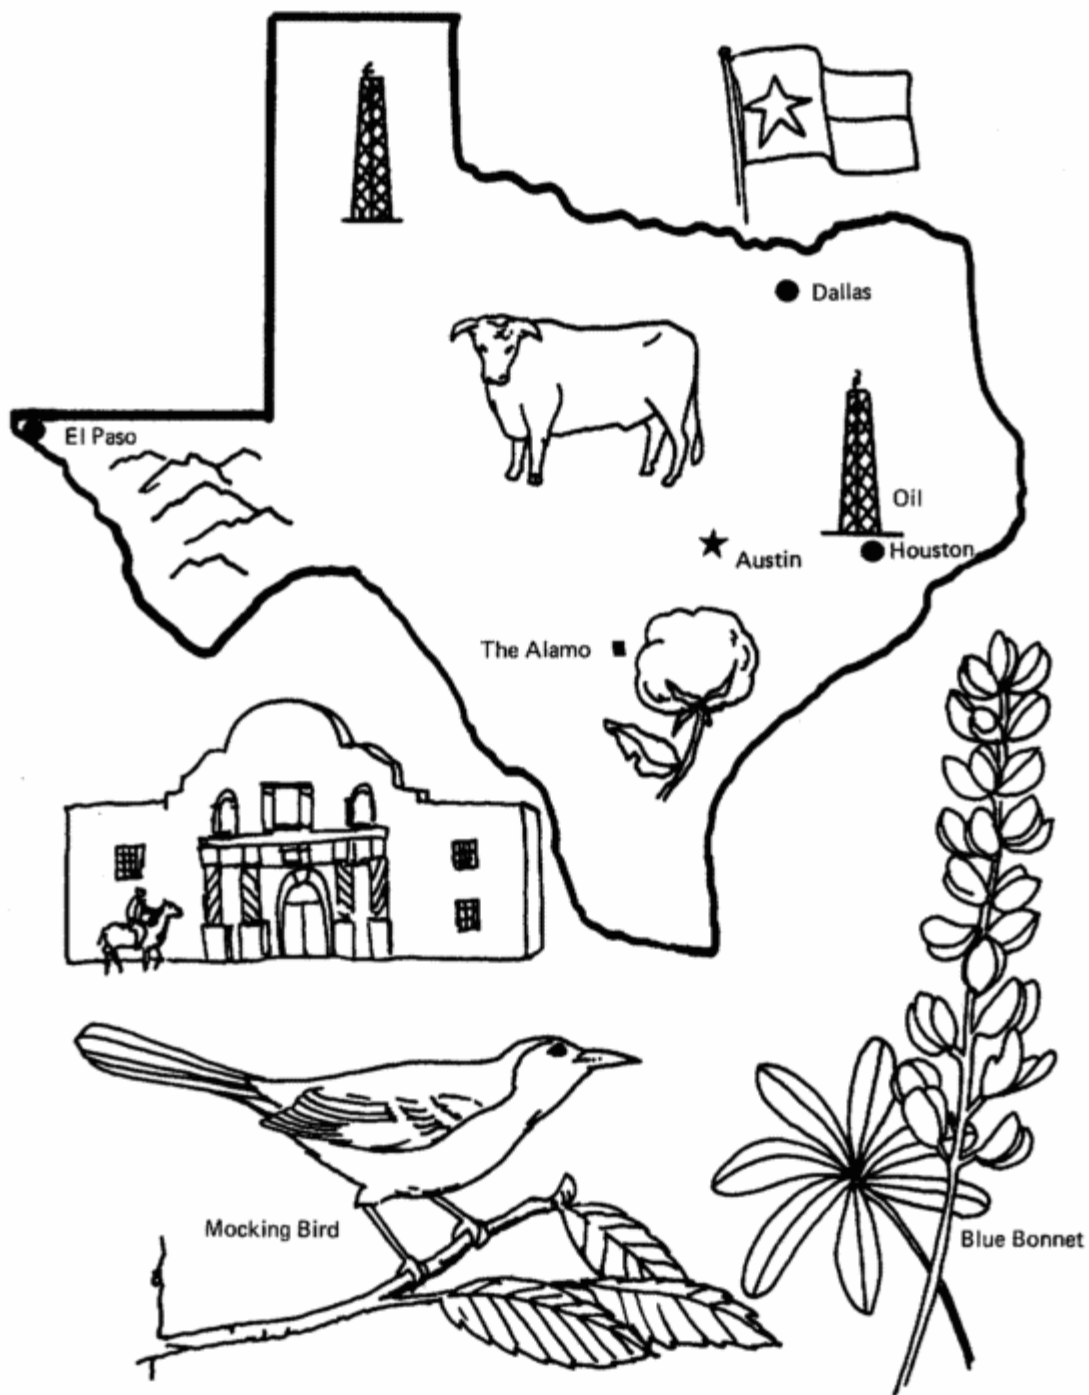 Dallas
El Paso
Oil
Houston
Austin
The Alamo
Mocking Bird
Blue Bonnet